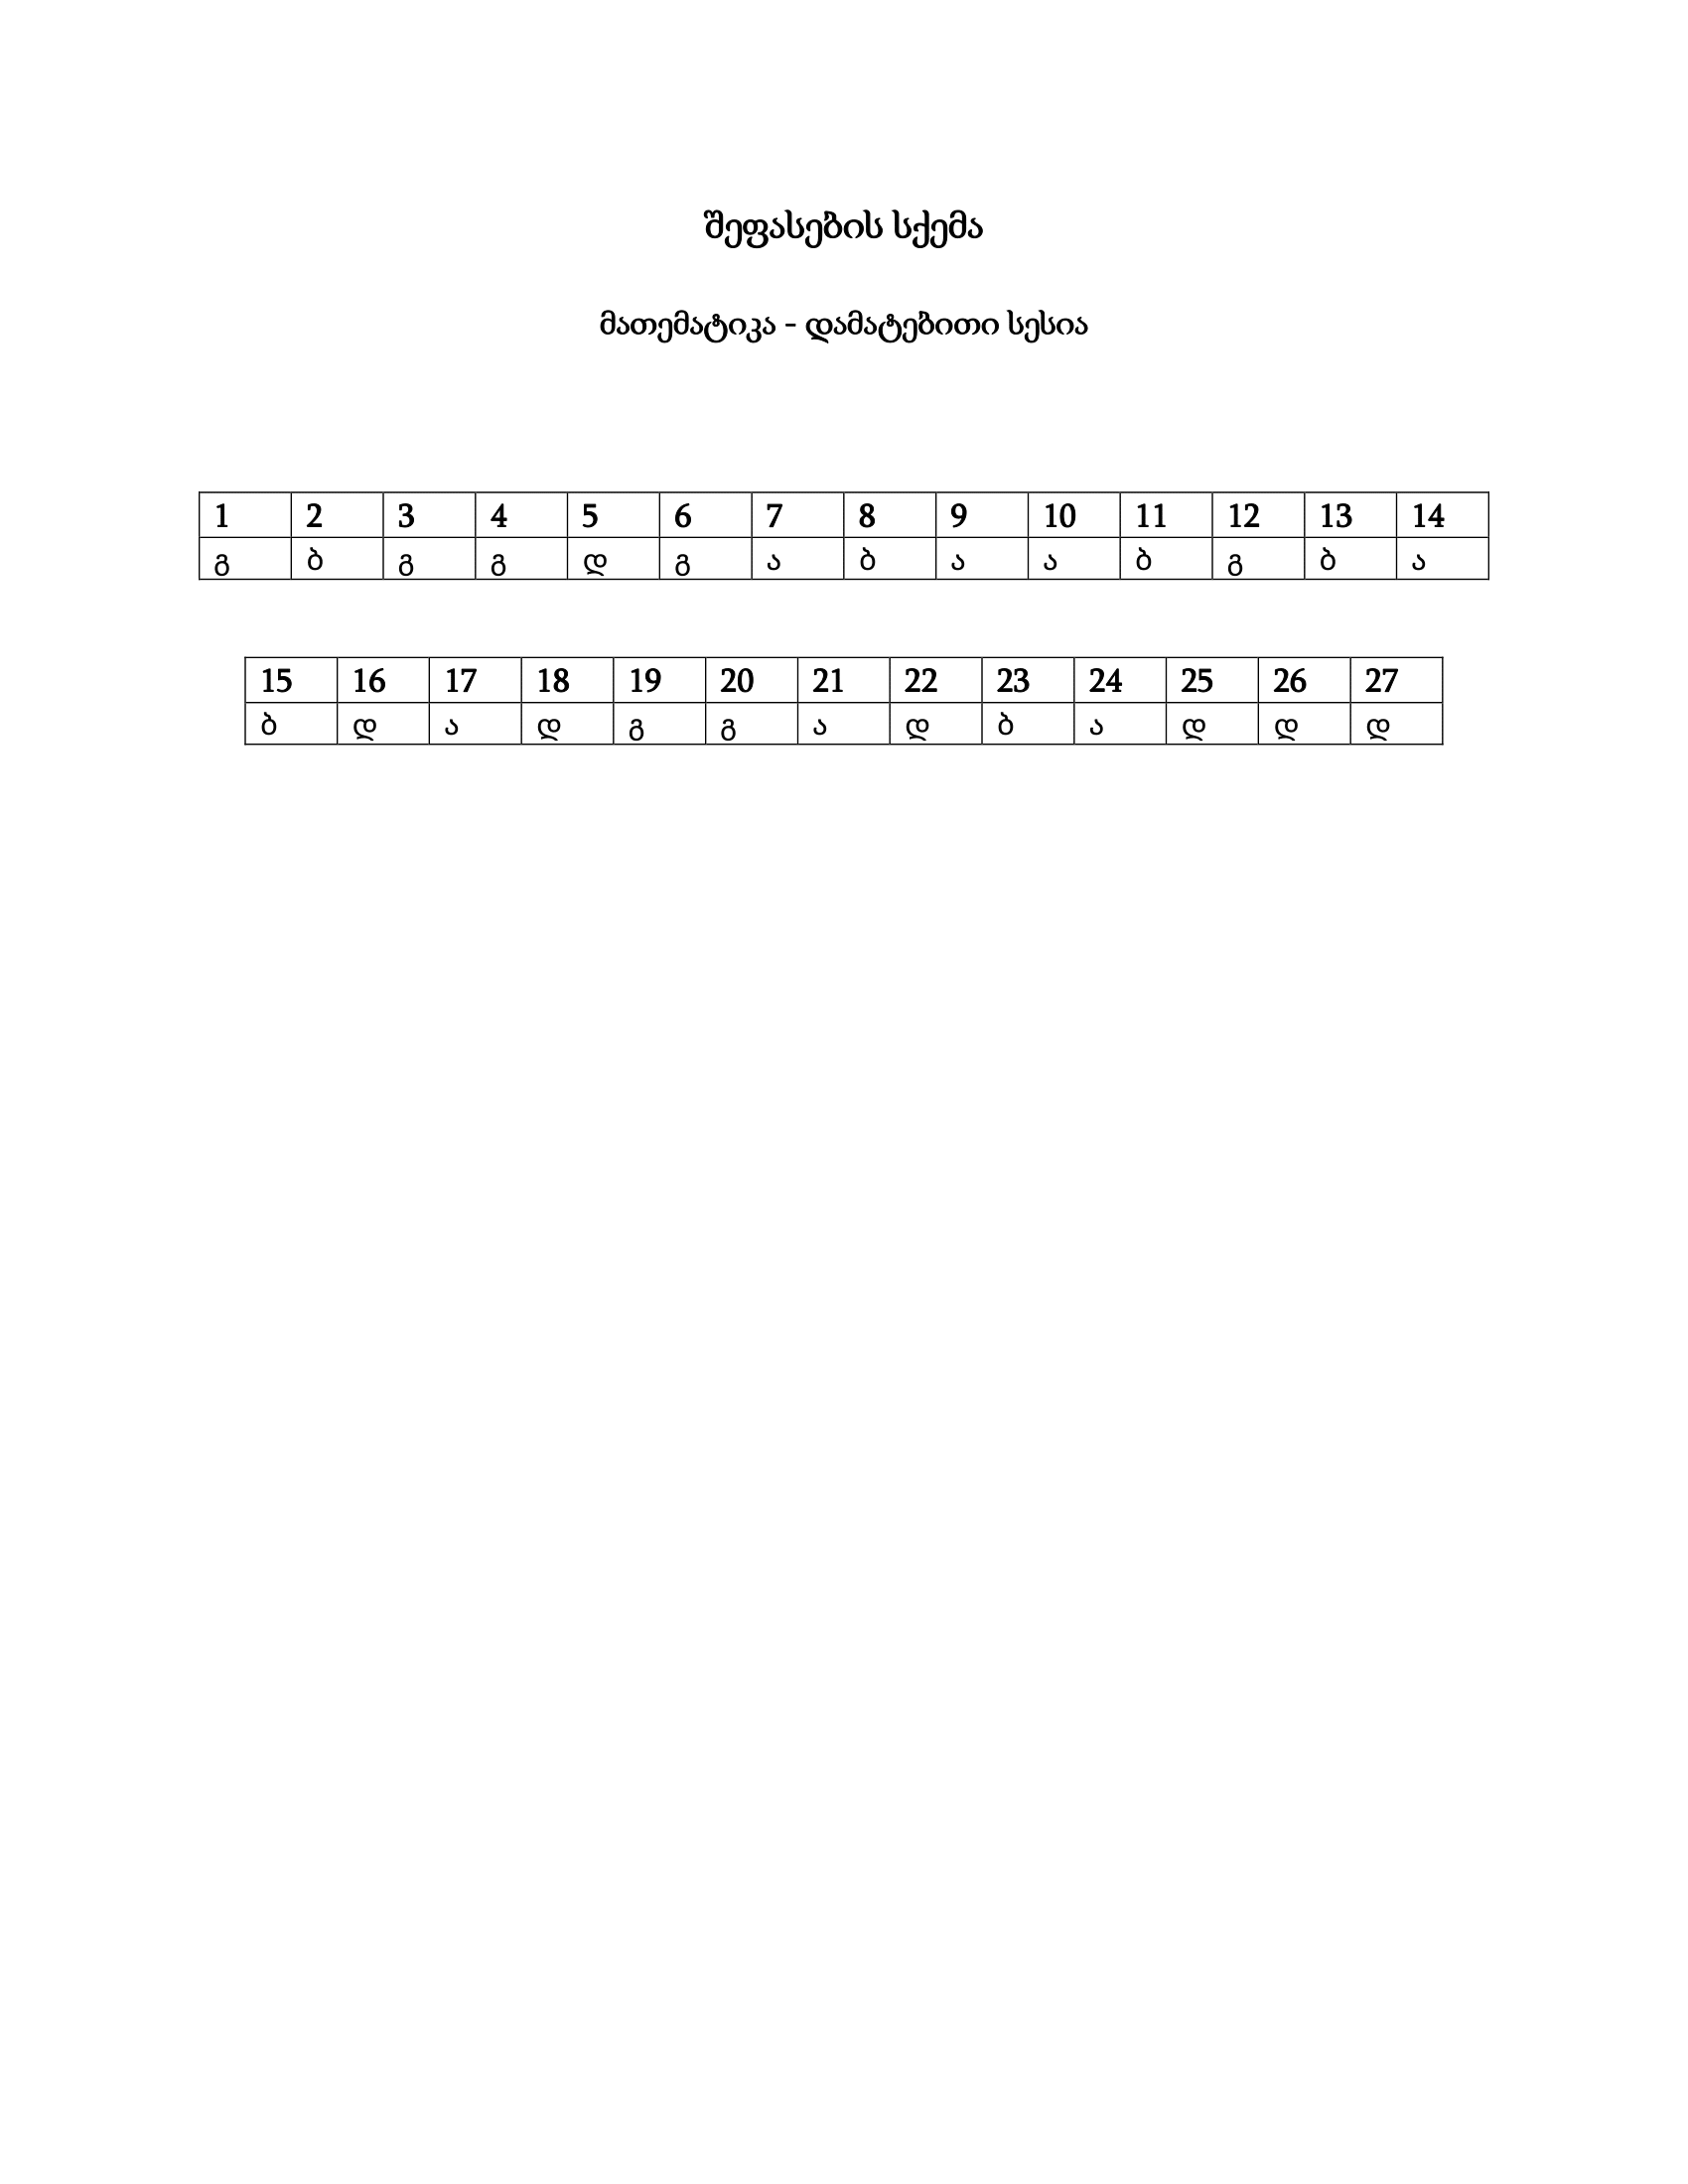 შეფასების სქემა
მათემატიკა - დამატებითი სესია
1 2 3 4 5 6 7 8 9 10 11 12 13 14
გ ბ გ გ დ გ ა ბ ა ა ბ გ ბ ა
15 16 17 18 19 20 21 22 23 24 25 26 27
ბ დ ა დ გ გ ა დ ბ ა დ დ დ